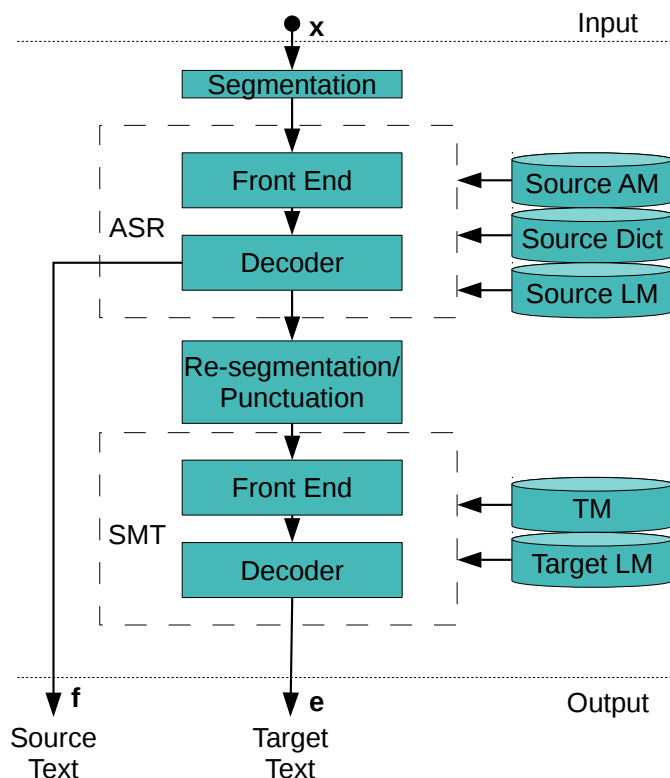 x
Input
Segmentation
Front End
Source AM
ASR
Source Dict
Decoder
Source LM
Re-segmentation/
Punctuation
Front End
TM
SMT
Decoder
Target LM
f
e
Output
Source
Text
Target
Text